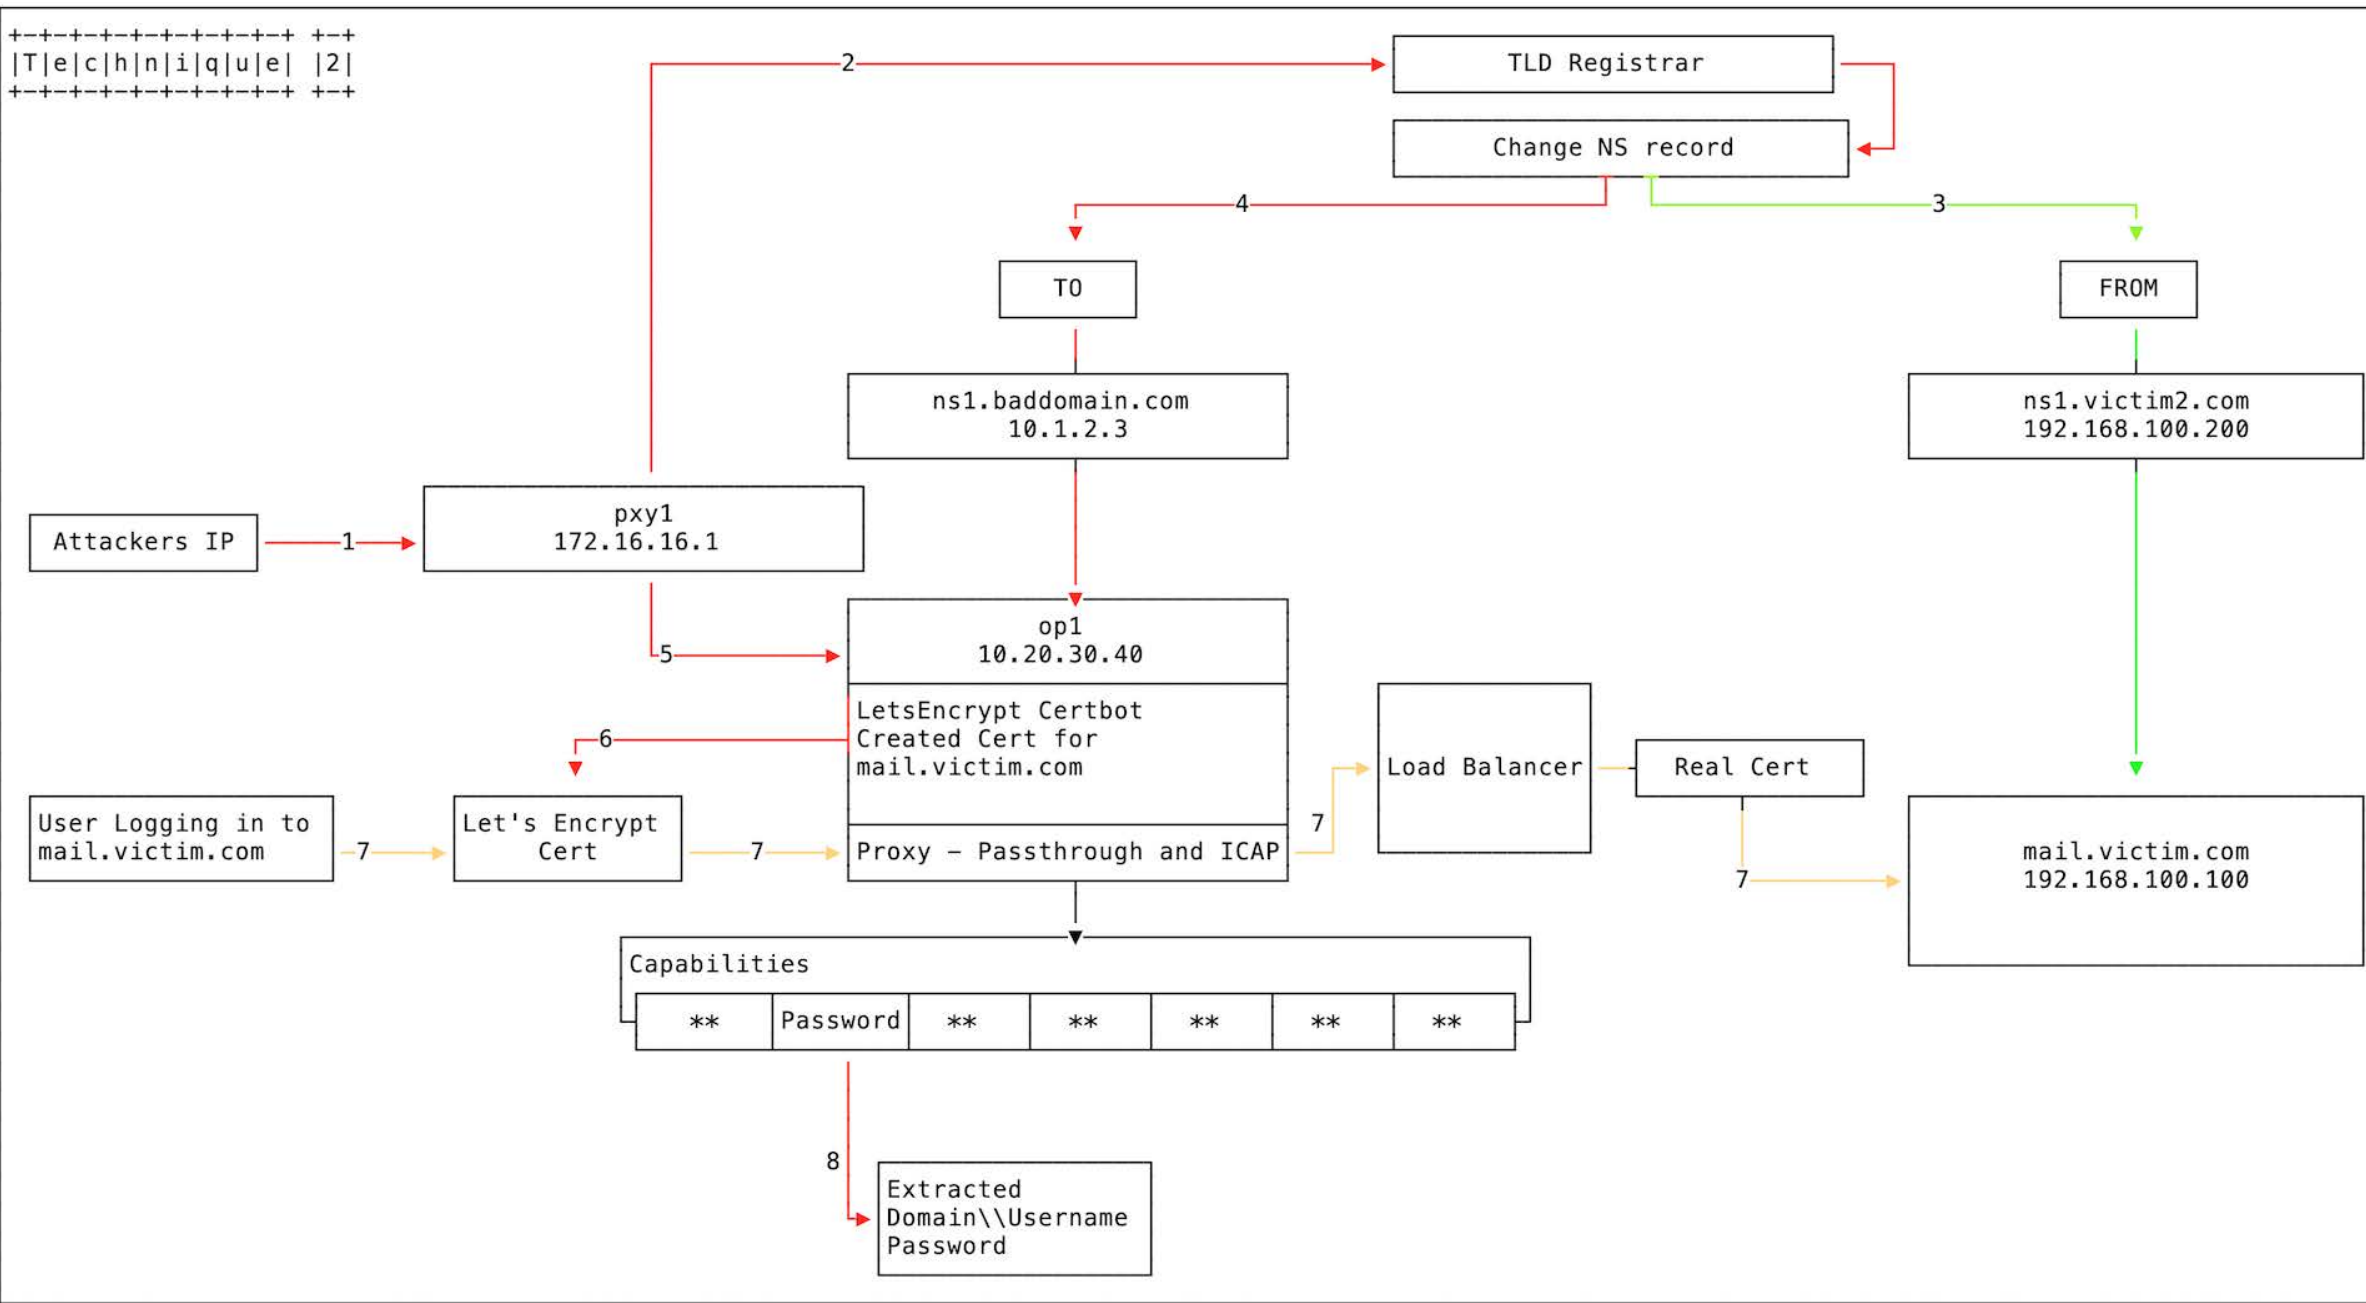 +-+-+-+-+-+-+-+-+-+ +-+
|T|e|c|h|n|i|q|u|e| |2|
+-+-+-+-+-+-+-+-+-+ +-+
2
TLD Registrar
Change NS record
4
3
TO
FROM
ns1.baddomain.com
10.1.2.3
ns1.victim2.com
192.168.100.200
Attackers IP
1
pxy1
172.16.16.1
5
op1
10.20.30.40
LetsEncrypt Certbot
Created Cert for
mail.victim.com
6
Load Balancer
Real Cert
User Logging in to
mail.victim.com
7
Let's Encrypt
Cert
7
Proxy – Passthrough and ICAP
7
7
mail.victim.com
192.168.100.100
Capabilities
** Password ** ** ** ** **
8
Extracted
Domain\\Username
Password